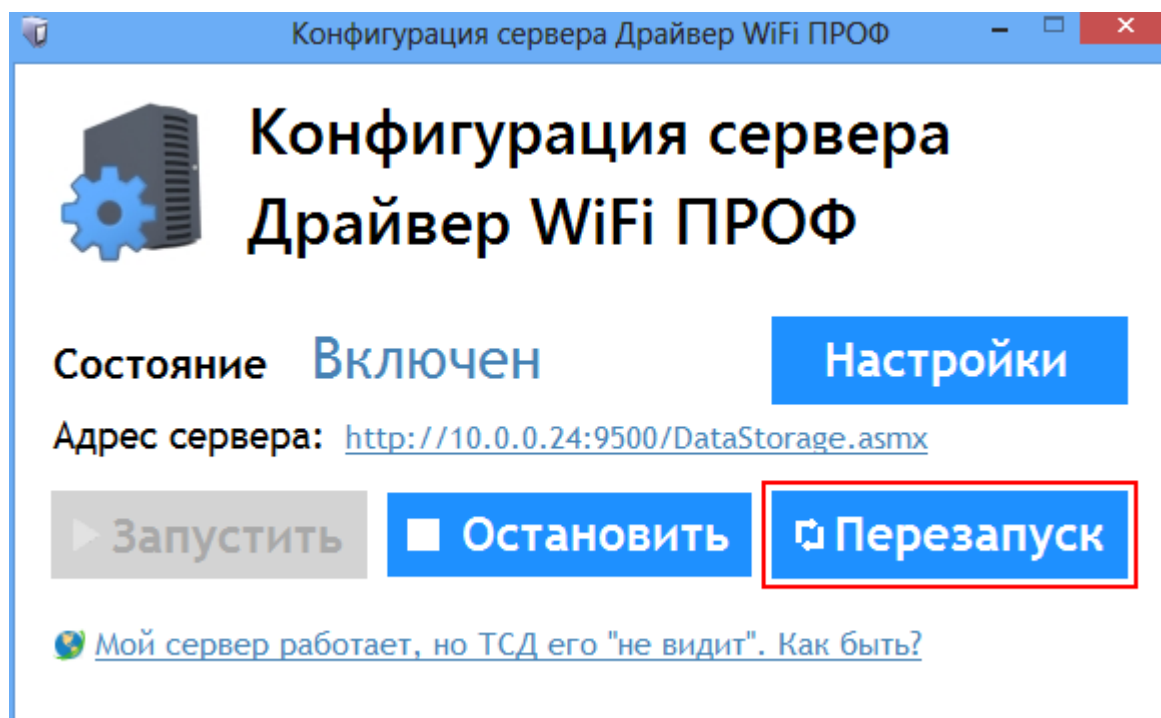 Конфигурация сервера Драйвер WiFi ПРОФ
Конфигурация сервера
Драйвер WiFi ПРОФ
Состояние Включен Настройки
Адрес сервера: http://10.0.0.24:9500/DataStorage.asmx
Запустить Остановить Перезапуск
Мой сервер работает, но ТСД его "не видит". Как быть?